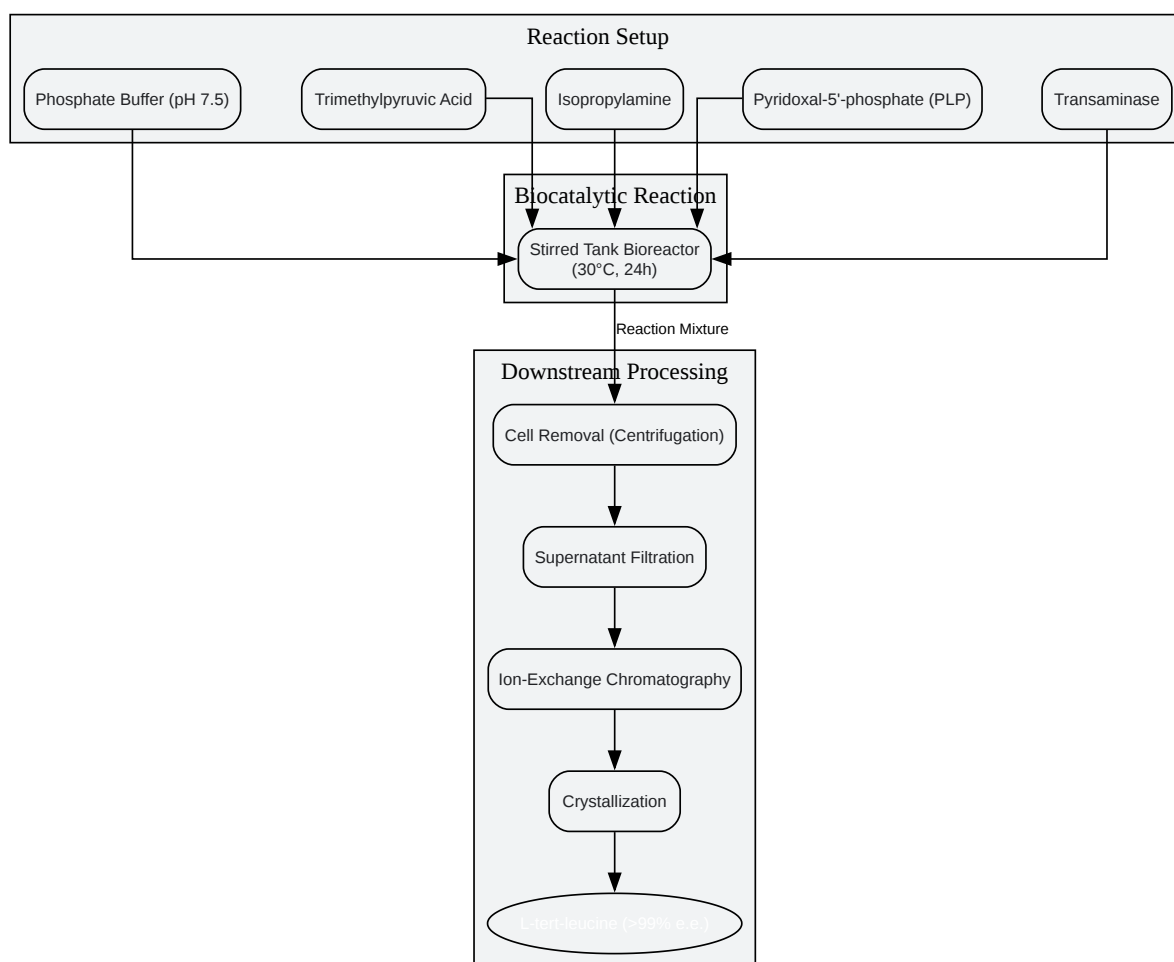 Reaction Setup
Phosphate Buffer (pH 7.5)
Trimethylpyruvic Acid
Isopropylamine
Pyridoxal-5'-phosphate (PLP)
Transaminase
Biocatalytic Reaction
Stirred Tank Bioreactor
(30°C, 24h)
Reaction Mixture
Downstream Processing
Cell Removal (Centrifugation)
Supernatant Filtration
Ion-Exchange Chromatography
Crystallization
L-tert-leucine (>99% e.e.)